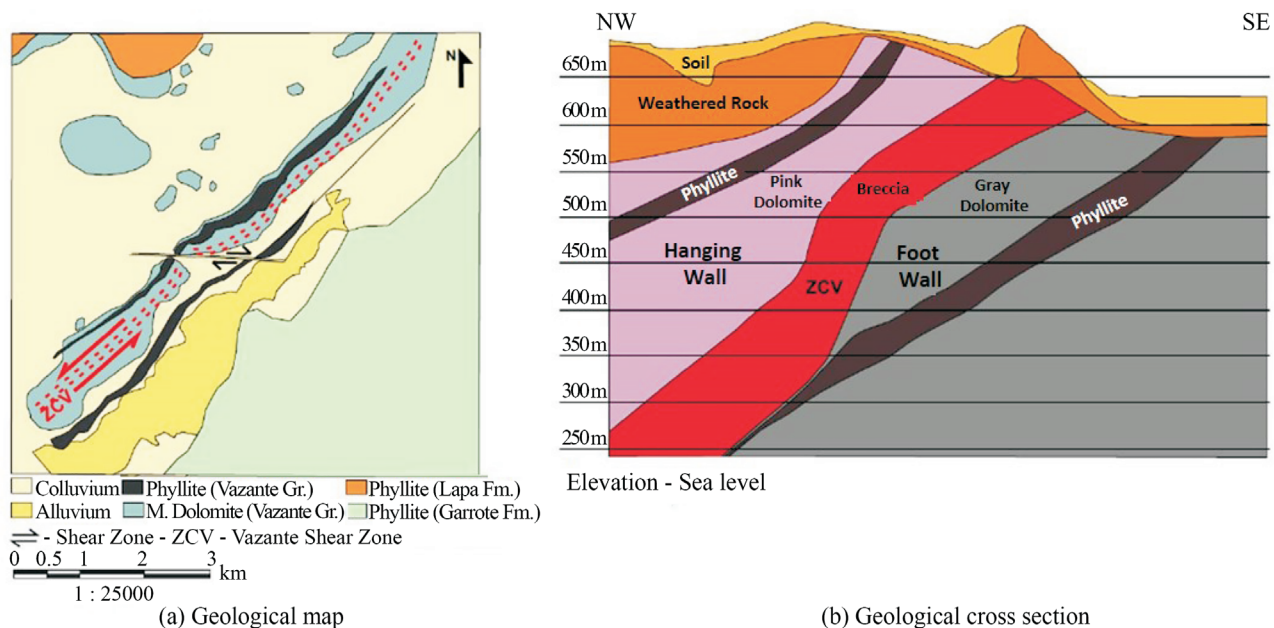 N
ZCV
Colluvium Phyllite (Vazante Gr.) Phyllite (Lapa Fm.)
Alluvium M. Dolomite (Vazante Gr.) Phyllite (Garrote Fm.)
- Shear Zone - ZCV - Vazante Shear Zone
0 0.5 1 2 3
km
1 : 25000
(a) Geological map
NW SE
650m
600m
550m
500m
450m
400m
350m
300m
250m
Soil
Weathered Rock
Phyllite
Pink
Dolomite
Breccia
Gray
Dolomite
Phyllite
Hanging
Wall
Foot
Wall
ZCV
Elevation - Sea level
(b) Geological cross section